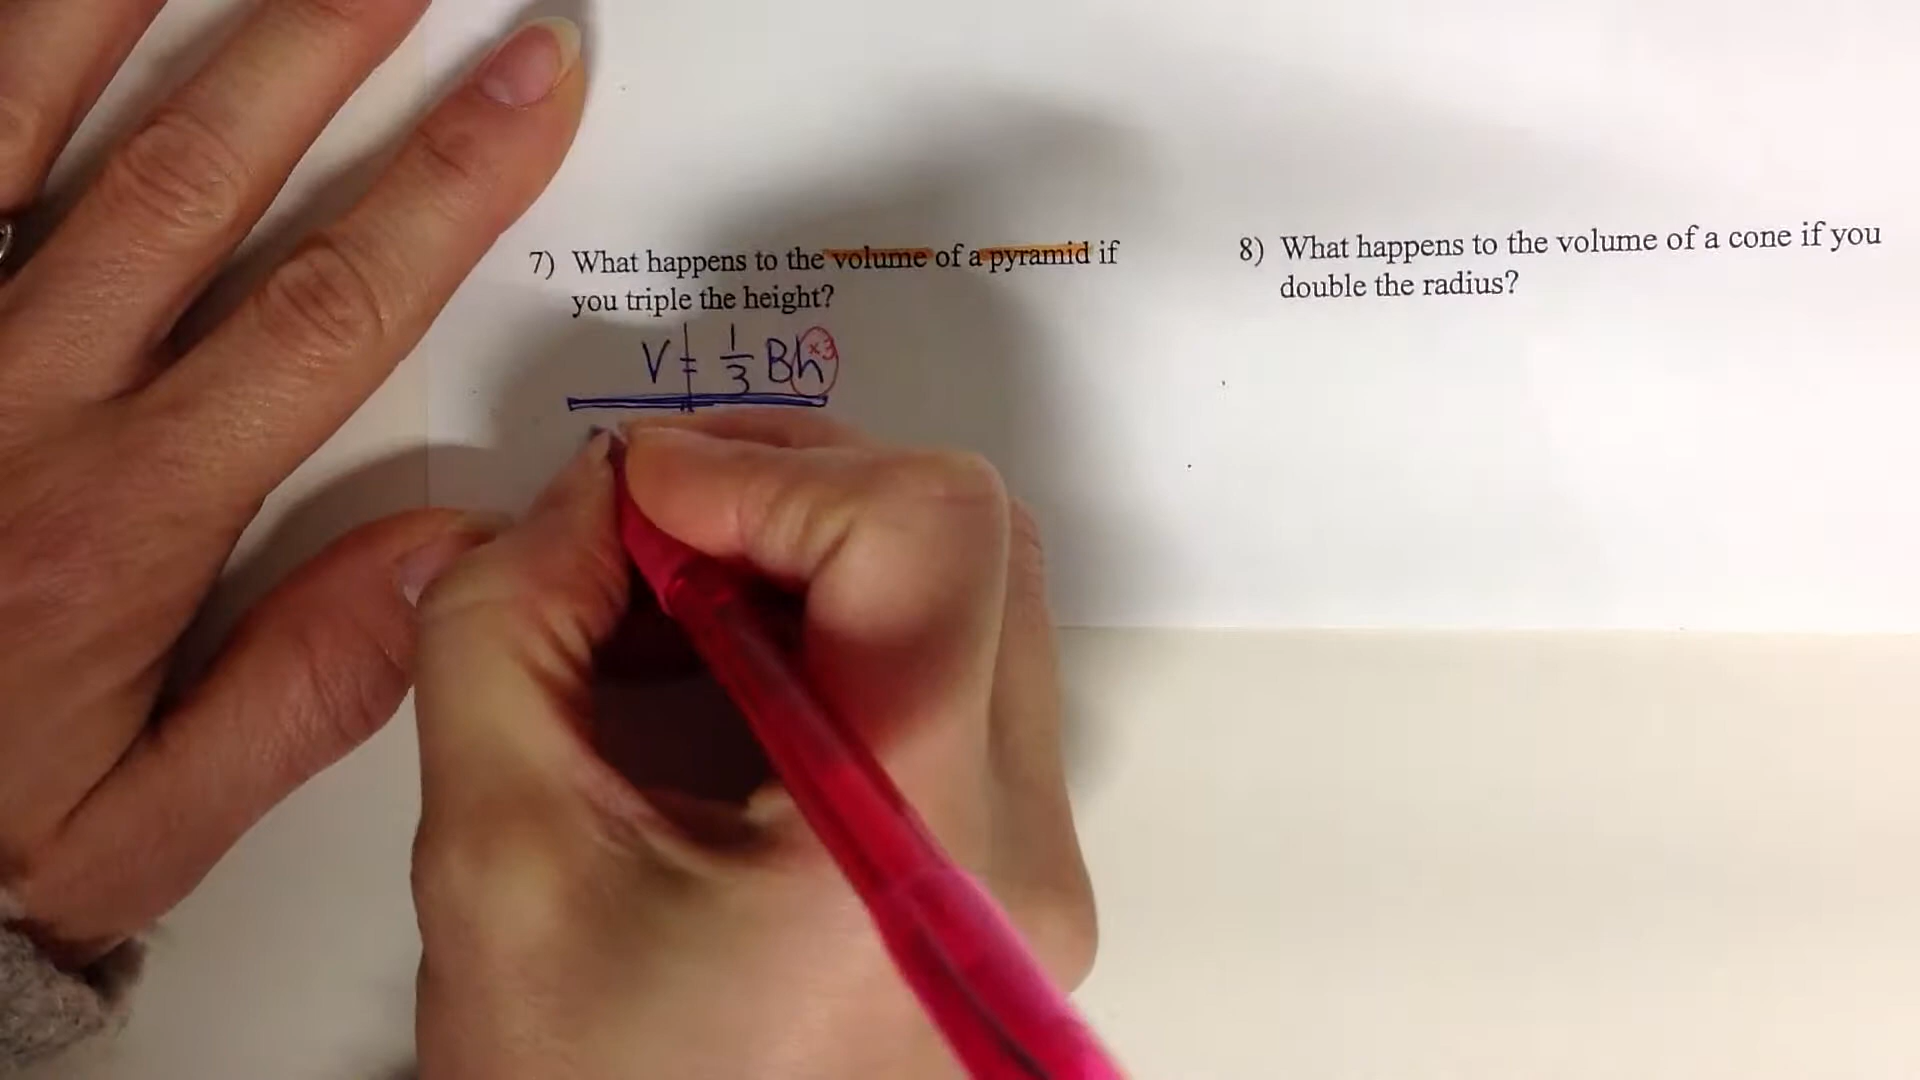 7) What happens to the volume of a pyramid if
you triple the height?
V = 1/3 Bh ×3
8) What happens to the volume of a cone if you
double the radius?